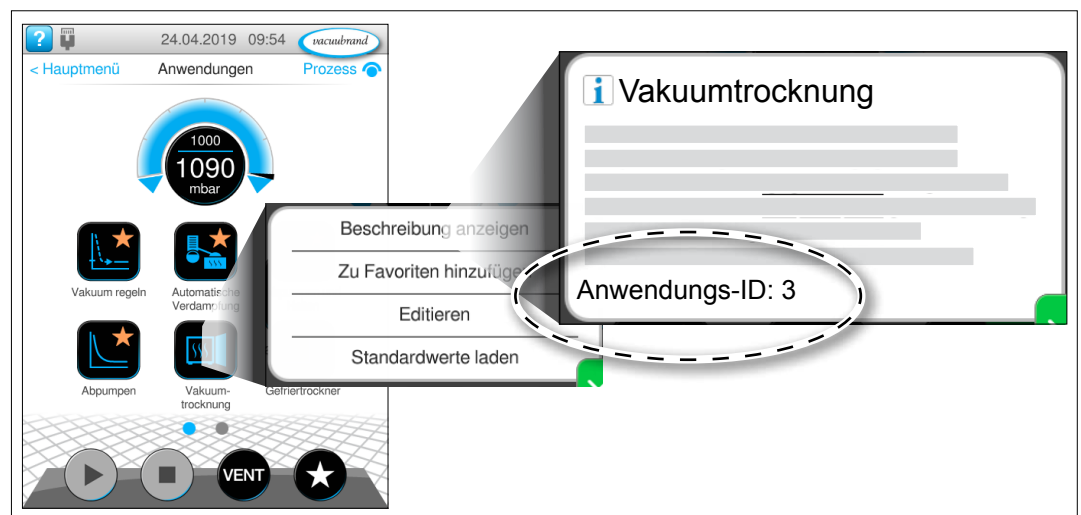 ?
24.04.2019 09:54
vacuubrand
< Hauptmenü
Anwendungen
Prozess
1000
1090
mbar
Vakuum regeln
Automatische
Verdampfung
Abpumpen
Vakuum-
trocknung
Gefriertrockner
VENT
Beschreibung anzeigen
Zu Favoriten hinzufüge
Editieren
Standardwerte laden
i Vakuumtrocknung
Anwendungs-ID: 3